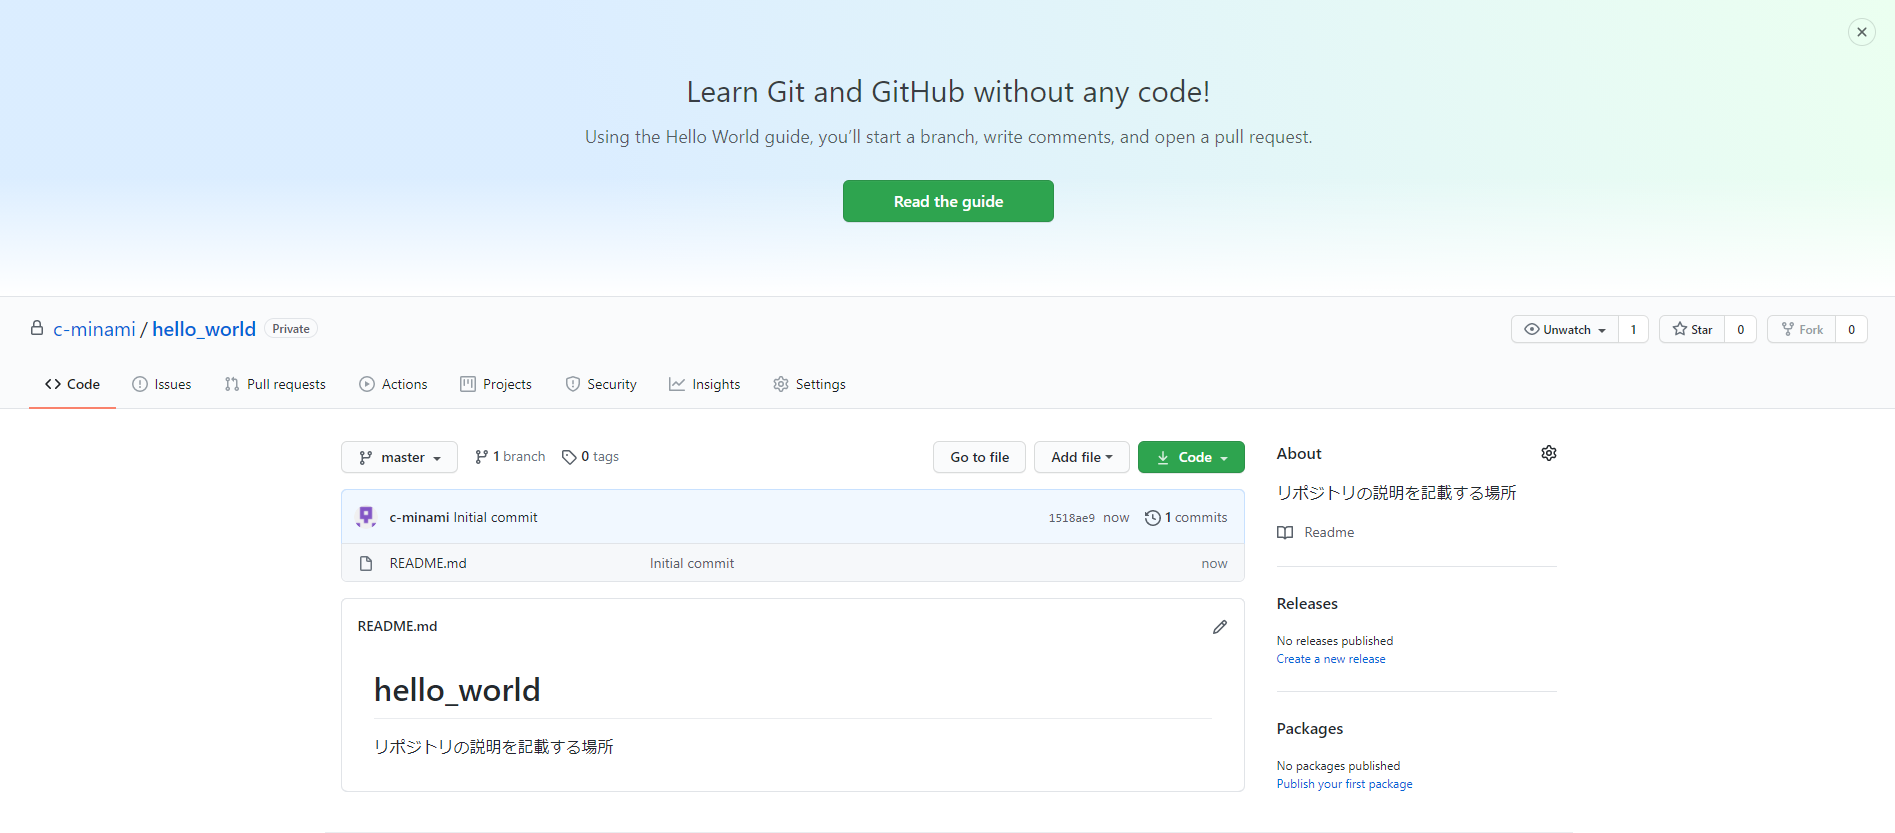 Learn Git and GitHub without any code!
Using the Hello World guide, you’ll start a branch, write comments, and open a pull request.
Read the guide
c-minami / hello_world Private
Unwatch 1 Star 0 Fork 0
Code Issues Pull requests Actions Projects Security Insights Settings
master 1 branch 0 tags Go to file Add file Code
c-minami Initial commit 1518ae9 now 1 commits
README.md Initial commit now
README.md
hello_world
リポジトリの説明を記載する場所
About
リポジトリの説明を記載する場所
Readme
Releases
No releases published
Create a new release
Packages
No packages published
Publish your first package